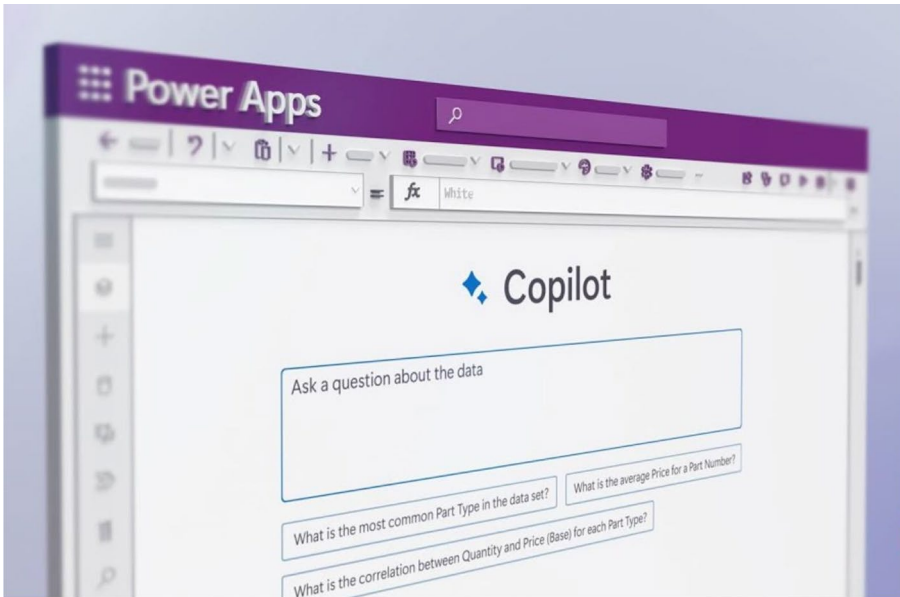 Power Apps
= fx White
Copilot
Ask a question about the data
What is the most common Part Type in the data set? What is the average Price for a Part Number?
What is the correlation between Quantity and Price (Base) for each Part Type?